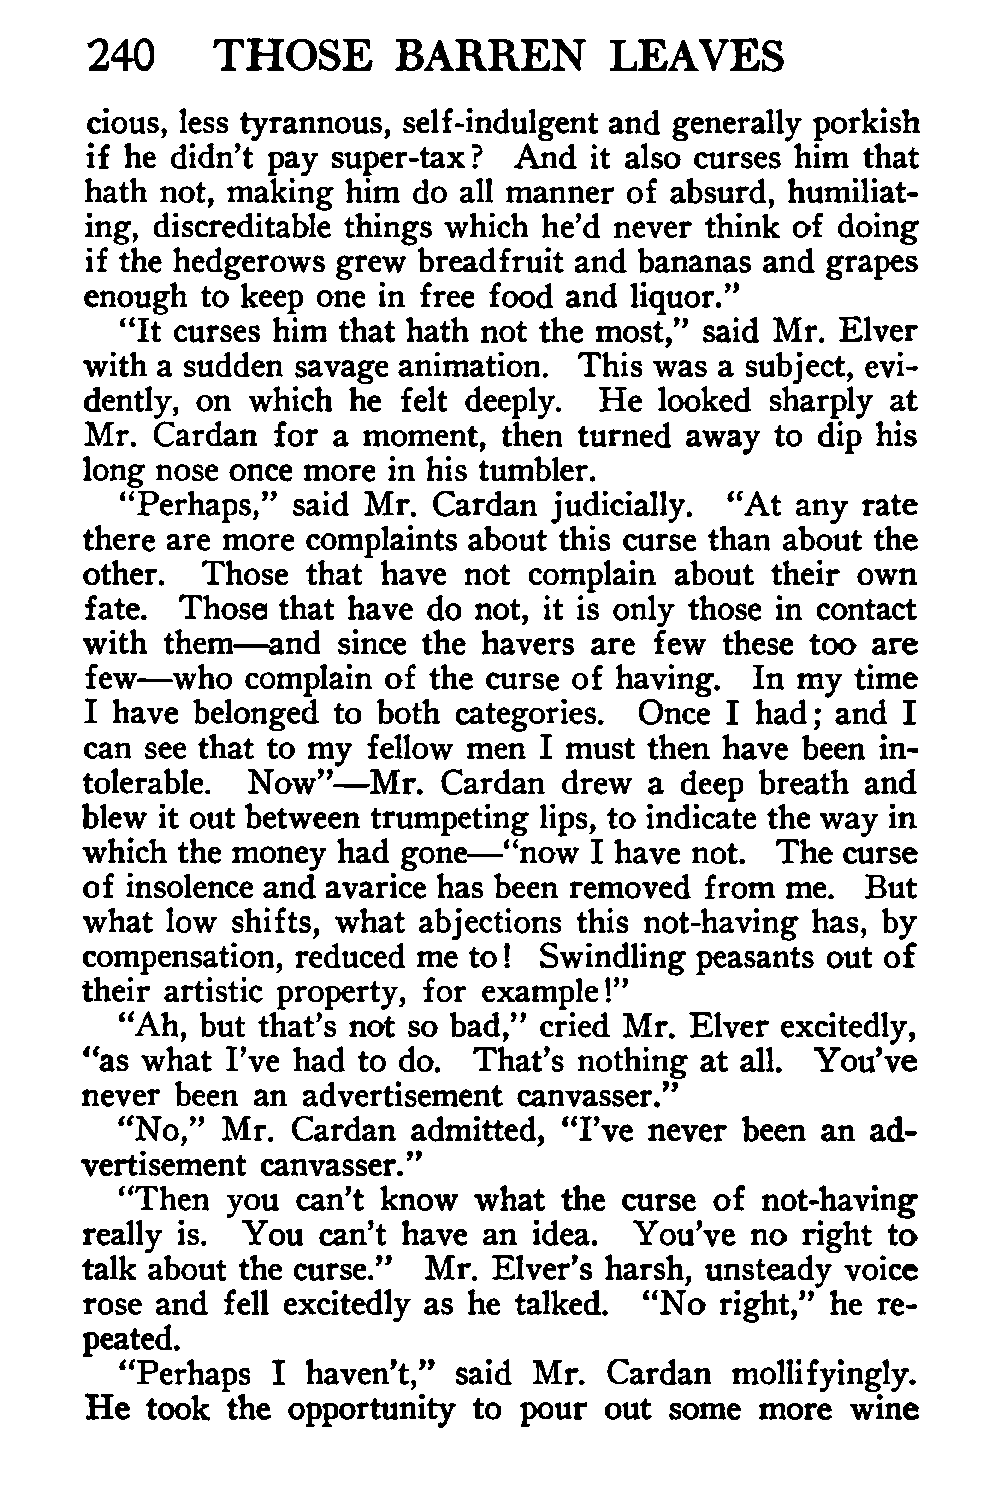 240 THOSE BARREN LEAVES
cious, less tyrannous, self-indulgent and generally porkish
if he didn't pay super-tax? And it also curses him that
hath not, making him do all manner of absurd, humiliat-
ing, discreditable things which he'd never think of doing
if the hedgerows grew breadfruit and bananas and grapes
enough to keep one in free food and liquor."
"It curses him that hath not the most," said Mr. Elver
with a sudden savage animation. This was a subject, evi-
dently, on which he felt deeply. He looked sharply at
Mr. Cardan for a moment, then turned away to dip his
long nose once more in his tumbler.
"Perhaps," said Mr. Cardan judicially. "At any rate
there are more complaints about this curse than about the
other. Those that have not complain about their own
fate. Those that have do not, it is only those in contact
with them—and since the havers are few these too are
few—who complain of the curse of having. In my time
I have belonged to both categories. Once I had; and I
can see that to my fellow men I must then have been in-
tolerable. Now"—Mr. Cardan drew a deep breath and
blew it out between trumpeting lips, to indicate the way in
which the money had gone—"now I have not. The curse
of insolence and avarice has been removed from me. But
what low shifts, what abjections this not-having has, by
compensation, reduced me to! Swindling peasants out of
their artistic property, for example!"
"Ah, but that's not so bad," cried Mr. Elver excitedly,
"as what I've had to do. That's nothing at all. You've
never been an advertisement canvasser."
"No," Mr. Cardan admitted, "I've never been an ad-
vertisement canvasser."
"Then you can't know what the curse of not-having
really is. You can't have an idea. You've no right to
talk about the curse." Mr. Elver's harsh, unsteady voice
rose and fell excitedly as he talked. "No right," he re-
peated.
"Perhaps I haven't," said Mr. Cardan mollifyingly.
He took the opportunity to pour out some more wine